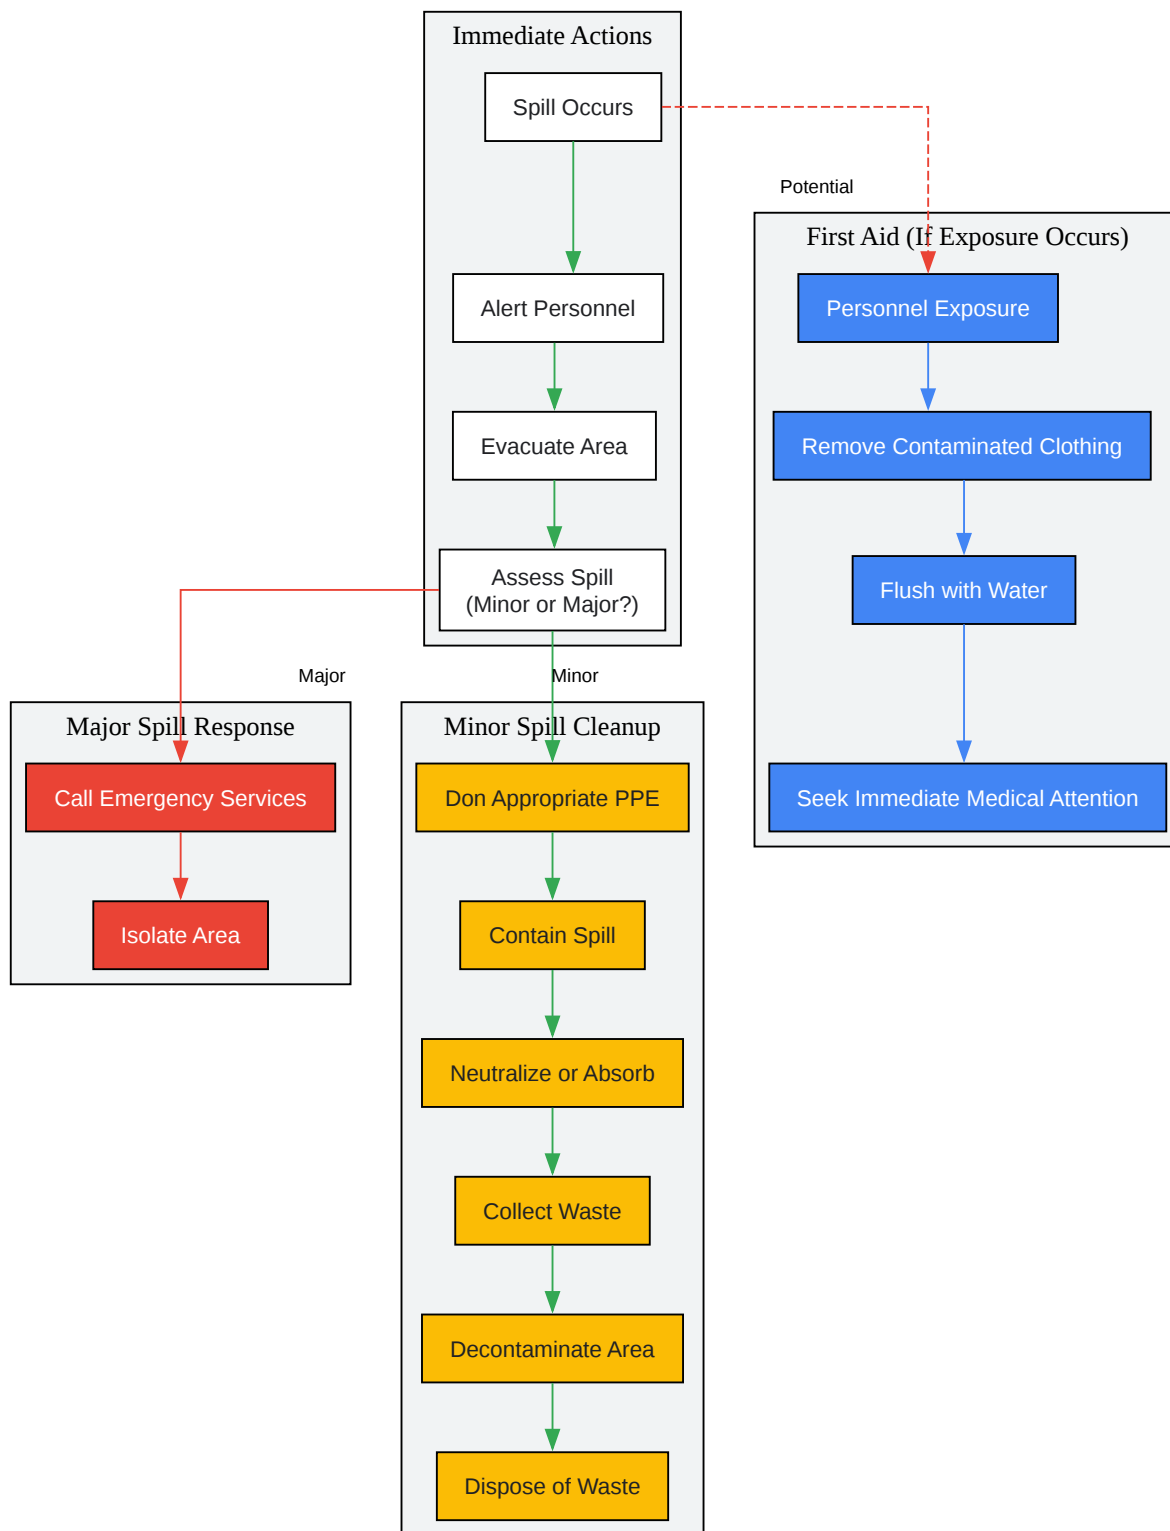 Immediate Actions
Spill Occurs
Potential
First Aid (If Exposure Occurs)
Alert Personnel
Personnel Exposure
Evacuate Area
Remove Contaminated Clothing
Assess Spill
(Minor or Major?)
Flush with Water
Major
Minor
Major Spill Response
Minor Spill Cleanup
Call Emergency Services
Don Appropriate PPE
Seek Immediate Medical Attention
Isolate Area
Contain Spill
Neutralize or Absorb
Collect Waste
Decontaminate Area
Dispose of Waste